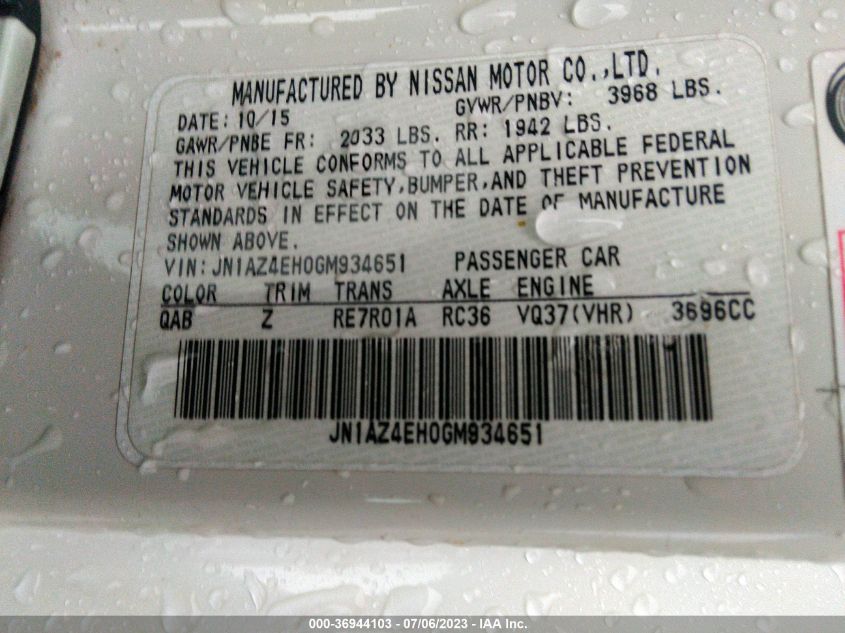 MANUFACTURED BY NISSAN MOTOR CO.,LTD.
DATE: 10/15 GVWR/PNBV: 3968 LBS.
GAWR/PNBE FR: 2033 LBS. RR: 1942 LBS.
THIS VEHICLE CONFORMS TO ALL APPLICABLE FEDERAL
MOTOR VEHICLE SAFETY,BUMPER,AND THEFT PREVENTION
STANDARDS IN EFFECT ON THE DATE OF MANUFACTURE
SHOWN ABOVE.
VIN: JN1AZ4EH0GM934651 PASSENGER CAR
COLOR TRIM TRANS AXLE ENGINE
QAB Z RE7R01A RC36 VQ37(VHR) 3696CC
JN1AZ4EH0GM934651
000-36944103 - 07/06/2023 - IAA Inc.